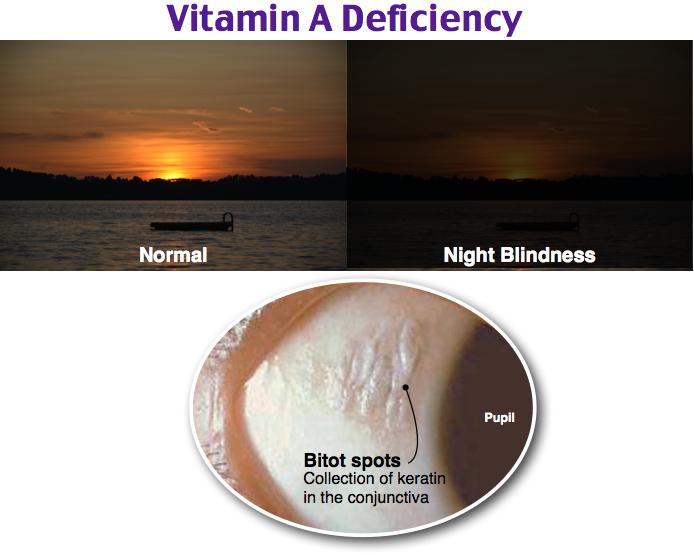 Vitamin A Deficiency
Normal
Night Blindness
Pupil
Bitot spots
Collection of keratin
in the conjunctiva